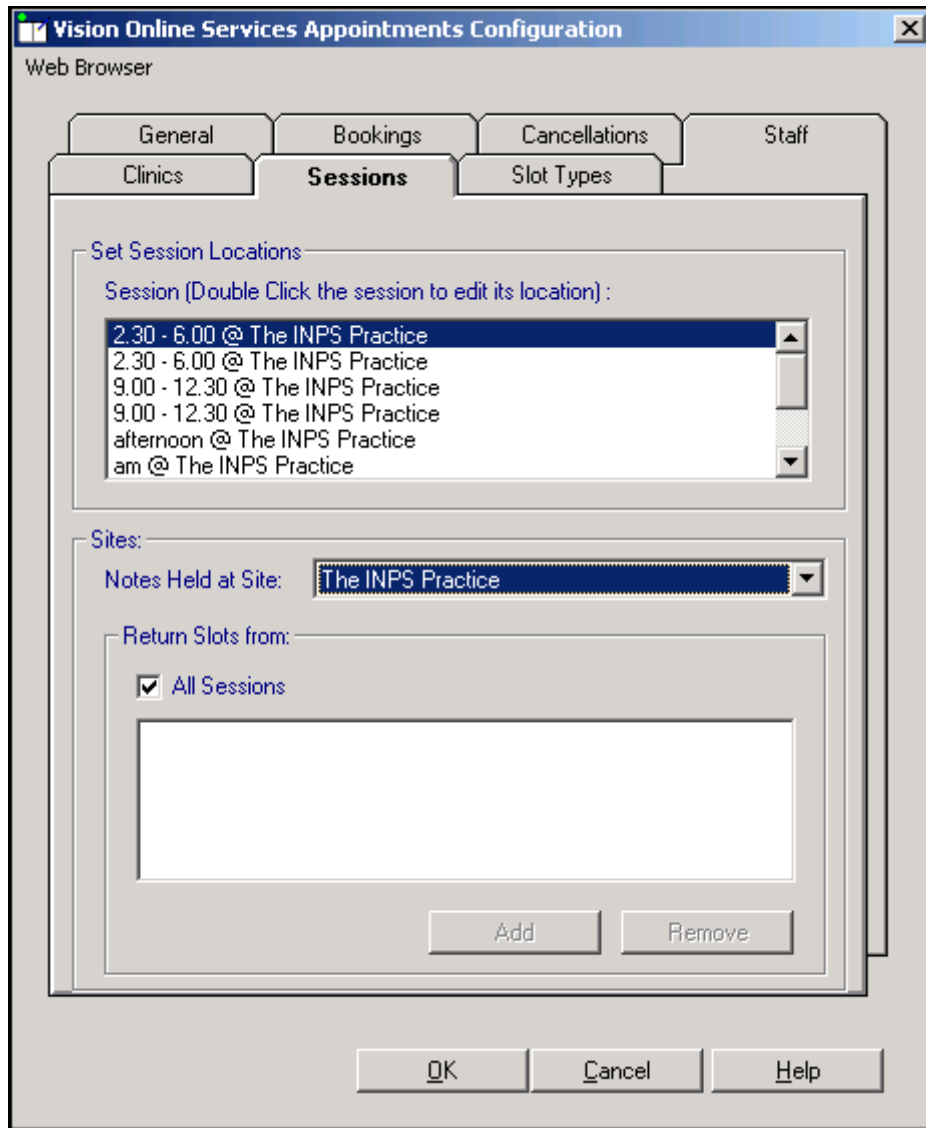 Vision Online Services Appointments Configuration
Web Browser
General Bookings Cancellations Staff
Clinics Sessions Slot Types
Set Session Locations
Session (Double Click the session to edit its location) :
2.30 - 6.00 @ The INPS Practice
2.30 - 6.00 @ The INPS Practice
9.00 - 12.30 @ The INPS Practice
9.00 - 12.30 @ The INPS Practice
afternoon @ The INPS Practice
am @ The INPS Practice
Sites:
Notes Held at Site: The INPS Practice
Return Slots from:
All Sessions
Add Remove
OK Cancel Help